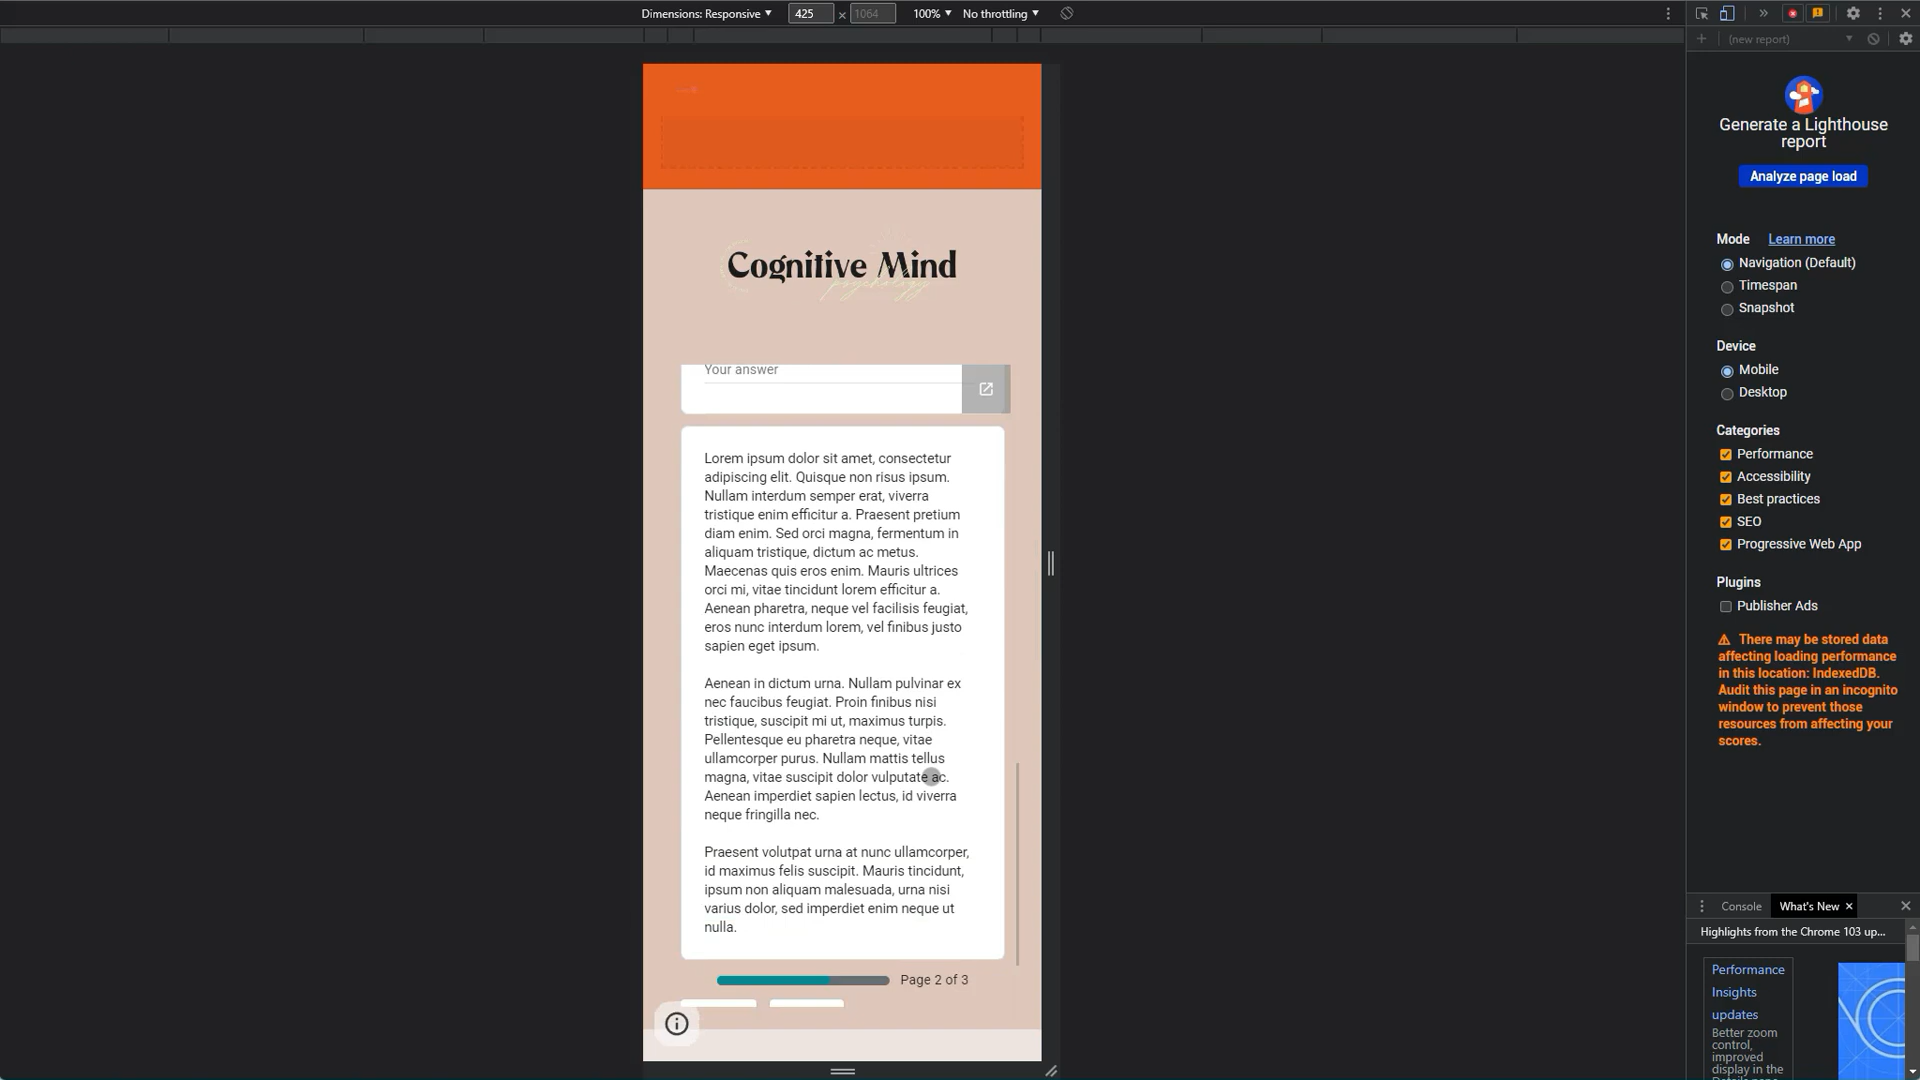 Dimensions: Responsive 425 x 1064 100% No throttling
(new report)
Generate a Lighthouse
report
Analyze page load
Mode Learn more
Navigation (Default)
Timespan
Snapshot
Device
Mobile
Desktop
Categories
Performance
Accessibility
Best practices
SEO
Progressive Web App
Plugins
Publisher Ads
There may be stored data
affecting loading performance
in this location: IndexedDB.
Audit this page in an incognito
window to prevent those
resources from affecting your
scores.
Cognitive Mind
psychology
Your answer
Lorem ipsum dolor sit amet, consectetur
adipiscing elit. Quisque non risus ipsum.
Nullam interdum semper erat, viverra
tristique enim efficitur a. Praesent pretium
diam enim. Sed orci magna, fermentum in
aliquam tristique, dictum ac metus.
Maecenas quis eros enim. Mauris ultrices
orci mi, vitae tincidunt lorem efficitur a.
Aenean pharetra, neque vel facilisis feugiat,
eros nunc interdum lorem, vel finibus justo
sapien eget ipsum.
Aenean in dictum urna. Nullam pulvinar ex
nec faucibus feugiat. Proin finibus nisi
tristique, suscipit mi ut, maximus turpis.
Pellentesque eu pharetra neque, vitae
ullamcorper purus. Nullam mattis tellus
magna, vitae suscipit dolor vulputate ac.
Aenean imperdiet sapien lectus, id viverra
neque fringilla nec.
Praesent volutpat urna at nunc ullamcorper,
id maximus felis suscipit. Mauris tincidunt,
ipsum non aliquam malesuada, urna nisi
varius dolor, sed imperdiet enim neque ut
nulla.
Page 2 of 3
Console What's New
Highlights from the Chrome 103 up...
Performance
Insights
updates
Better zoom
control,
improved
display in the